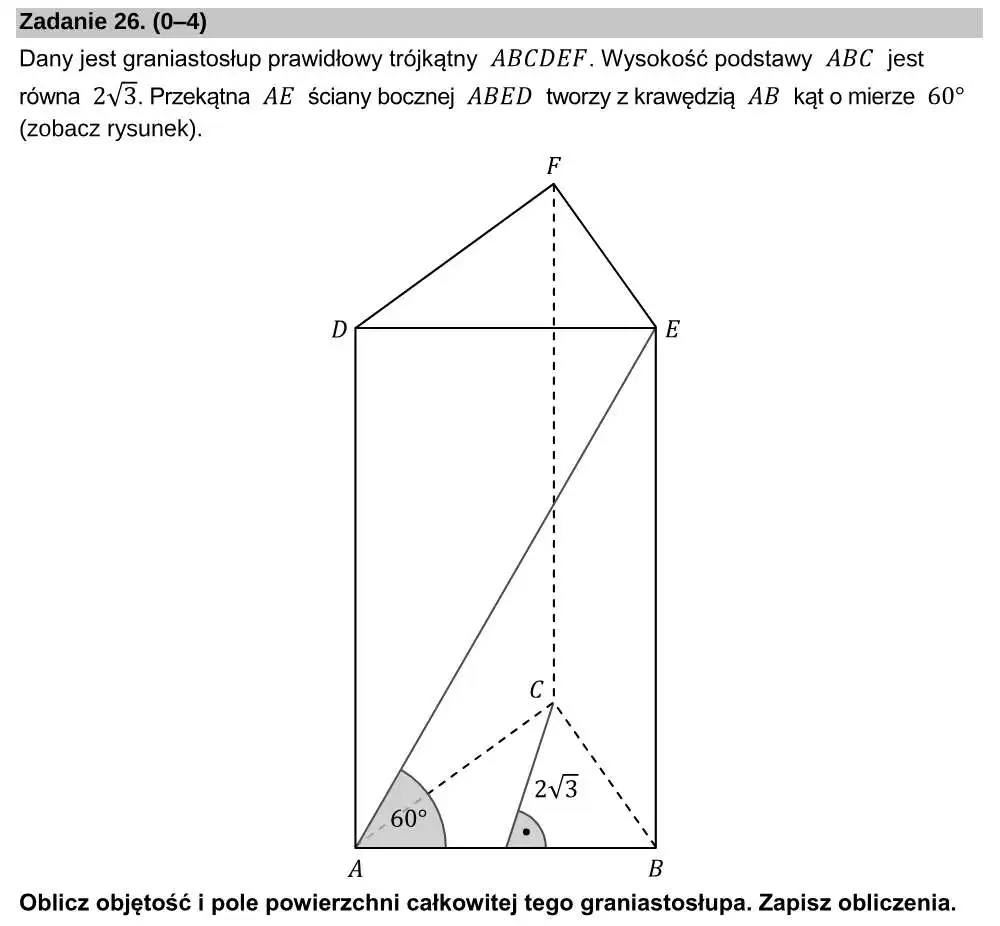 Zadanie 26. (0–4)
Dany jest graniastosłup prawidłowy trójkątny ABCDEF. Wysokość podstawy ABC jest
równa 2√3. Przekątna AE ściany bocznej ABED tworzy z krawędzią AB kąt o mierze 60°
(zobacz rysunek).
F
D
E
C
2√3
60°
A
B
Oblicz objętość i pole powierzchni całkowitej tego graniastosłupa. Zapisz obliczenia.